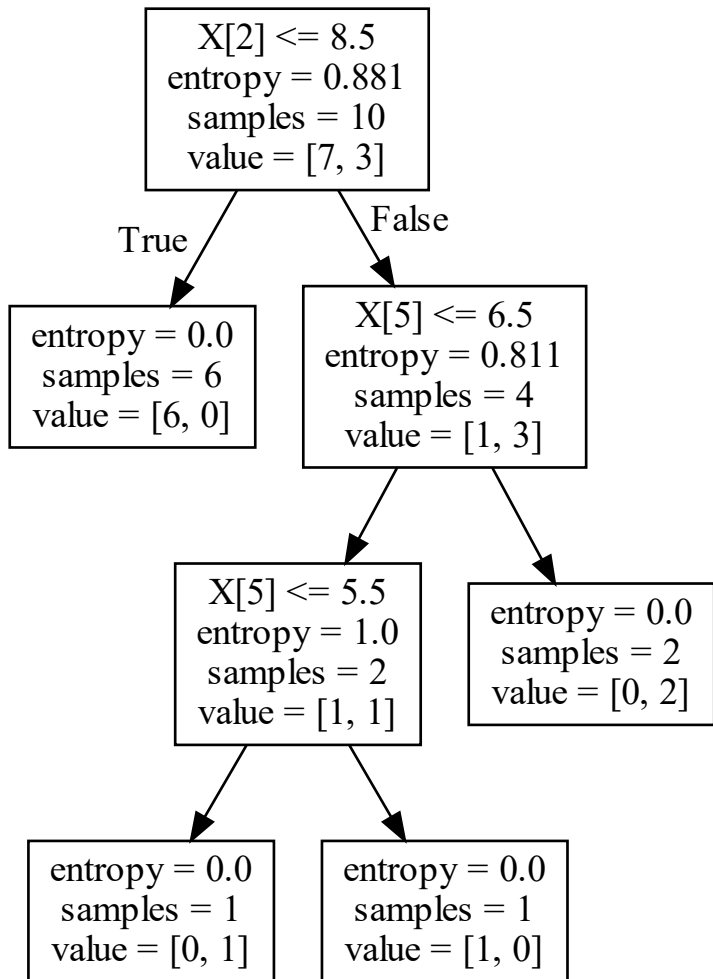 X[2] <= 8.5
entropy = 0.881
samples = 10
value = [7, 3]
True
False
entropy = 0.0
samples = 6
value = [6, 0]
X[5] <= 6.5
entropy = 0.811
samples = 4
value = [1, 3]
X[5] <= 5.5
entropy = 1.0
samples = 2
value = [1, 1]
entropy = 0.0
samples = 2
value = [0, 2]
entropy = 0.0
samples = 1
value = [0, 1]
entropy = 0.0
samples = 1
value = [1, 0]